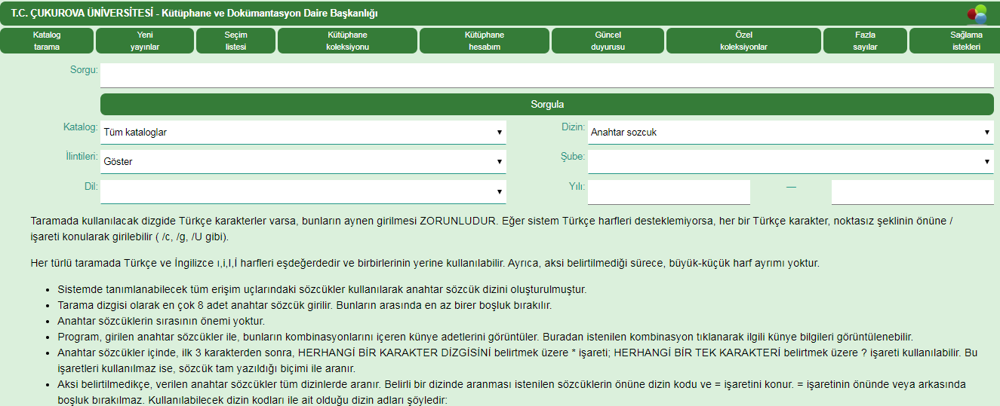 T.C. ÇUKUROVA ÜNİVERSİTESİ - Kütüphane ve Dokümantasyon Daire Başkanlığı
Katalog tarama
Yeni yayınlar
Seçim listesi
Kütüphane koleksiyonu
Kütüphane hesabım
Güncel duyurusu
Özel koleksiyonlar
Fazla sayılar
Sağlama istekleri
Sorgu:
Sorgula
Katalog: Tüm kataloglar
Dizin: Anahtar sozcuk
İlintileri: Göster
Şube:
Dil:
Yılı: —
Taramada kullanılacak dizgide Türkçe karakterler varsa, bunların aynen girilmesi ZORUNLUDUR. Eğer sistem Türkçe harfleri desteklemiyorsa, her bir Türkçe karakter, noktasız şeklinin önüne /
işareti konularak girilebilir ( /c, /g, /U gibi).
Her türlü taramada Türkçe ve İngilizce ı,i,I,İ harfleri eşdeğerdedir ve birbirlerinin yerine kullanılabilir. Ayrıca, aksi belirtilmediği sürece, büyük-küçük harf ayrımı yoktur.
• Sistemde tanımlanabilecek tüm erişim uçlarındaki sözcükler kullanılarak anahtar sözcük dizini oluşturulmuştur.
• Tarama dizgisi olarak en çok 8 adet anahtar sözcük girilir. Bunların arasında en az birer boşluk bırakılır.
• Anahtar sözcüklerin sırasının önemi yoktur.
• Program, girilen anahtar sözcükler ile, bunların kombinasyonlarını içeren künye adetlerini görüntüler. Buradan istenilen kombinasyon tıklanarak ilgili künye bilgileri görüntülenebilir.
• Anahtar sözcükler içinde, ilk 3 karakterden sonra, HERHANGİ BİR KARAKTER DİZGİSİNİ belirtmek üzere * işareti; HERHANGİ BİR TEK KARAKTERİ belirtmek üzere ? işareti kullanılabilir. Bu
işaretleri kullanılmaz ise, sözcük tam yazıldığı biçimi ile aranır.
• Aksi belirtilmedikçe, verilen anahtar sözcükler tüm dizinlerde aranır. Belirli bir dizinde aranması istenilen sözcüklerin önüne dizin kodu ve = işaretini konur. = işaretinin önünde veya arkasında
boşluk bırakılmaz. Kullanılabilecek dizin kodları ile ait olduğu dizin adları şöyledir: